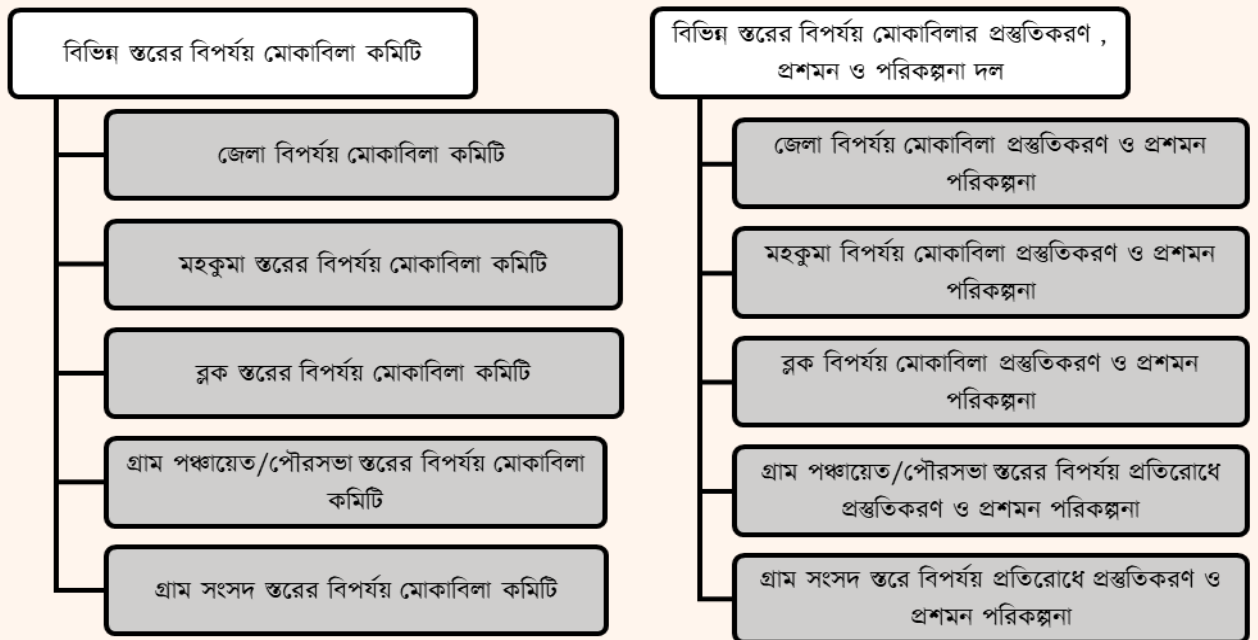 বিভিন্ন স্তরের বিপর্যয় মোকাবিলা কমিটি
জেলা বিপর্যয় মোকাবিলা কমিটি
মহকুমা স্তরের বিপর্যয় মোকাবিলা কমিটি
ব্লক স্তরের বিপর্যয় মোকাবিলা কমিটি
গ্রাম পঞ্চায়েত/পৌরসভা স্তরের বিপর্যয় মোকাবিলা
কমিটি
গ্রাম সংসদ স্তরের বিপর্যয় মোকাবিলা কমিটি
বিভিন্ন স্তরের বিপর্যয় মোকাবিলার প্রস্তুতিকরণ ,
প্রশমন ও পরিকল্পনা দল
জেলা বিপর্যয় মোকাবিলা প্রস্তুতিকরণ ও প্রশমন
পরিকল্পনা
মহকুমা বিপর্যয় মোকাবিলা প্রস্তুতিকরণ ও প্রশমন
পরিকল্পনা
ব্লক বিপর্যয় মোকাবিলা প্রস্তুতিকরণ ও প্রশমন
পরিকল্পনা
গ্রাম পঞ্চায়েত/পৌরসভা স্তরের বিপর্যয় প্রতিরোধে
প্রস্তুতিকরণ ও প্রশমন পরিকল্পনা
গ্রাম সংসদ স্তরে বিপর্যয় প্রতিরোধে প্রস্তুতিকরণ ও
প্রশমন পরিকল্পনা